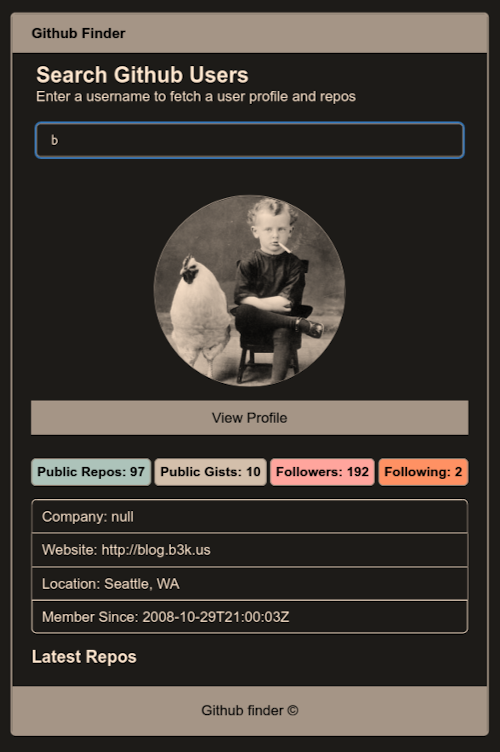 Github Finder
Search Github Users
Enter a username to fetch a user profile and repos
b
View Profile
Public Repos: 97 Public Gists: 10 Followers: 192 Following: 2
Company: null
Website: http://blog.b3k.us
Location: Seattle, WA
Member Since: 2008-10-29T21:00:03Z
Latest Repos
Github finder ©